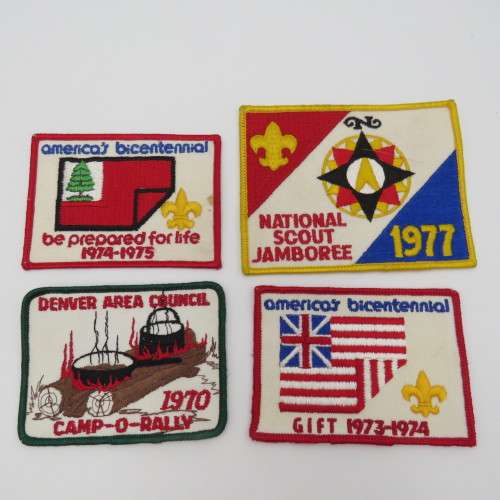 america's bicentennial
be prepared for life
1974-1975
N
NATIONAL
SCOUT
JAMBOREE
1977
DENVER AREA COUNCIL
1970
CAMP-O-RALLY
america's bicentennial
GIFT 1973-1974